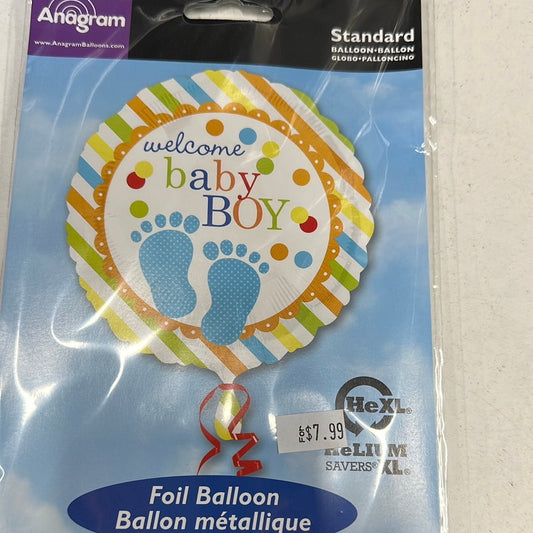 Anagram
www.AnagramBalloons.com
Standard
BALLOON•BALLON
GLOBO•PALLONCINO
welcome
baby
BOY
HeXL®
FOR $7.99
HeLIUM
SAVERS®XL®
Foil Balloon
Ballon métallique